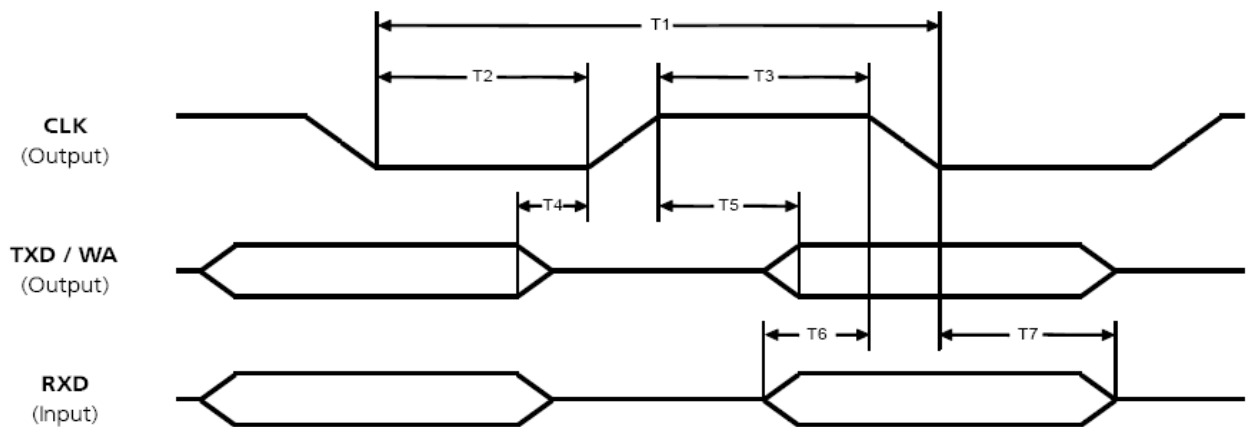 T1
T2
T3
CLK
(Output)
T4
T5
TXD / WA
(Output)
T6
T7
RXD
(Input)